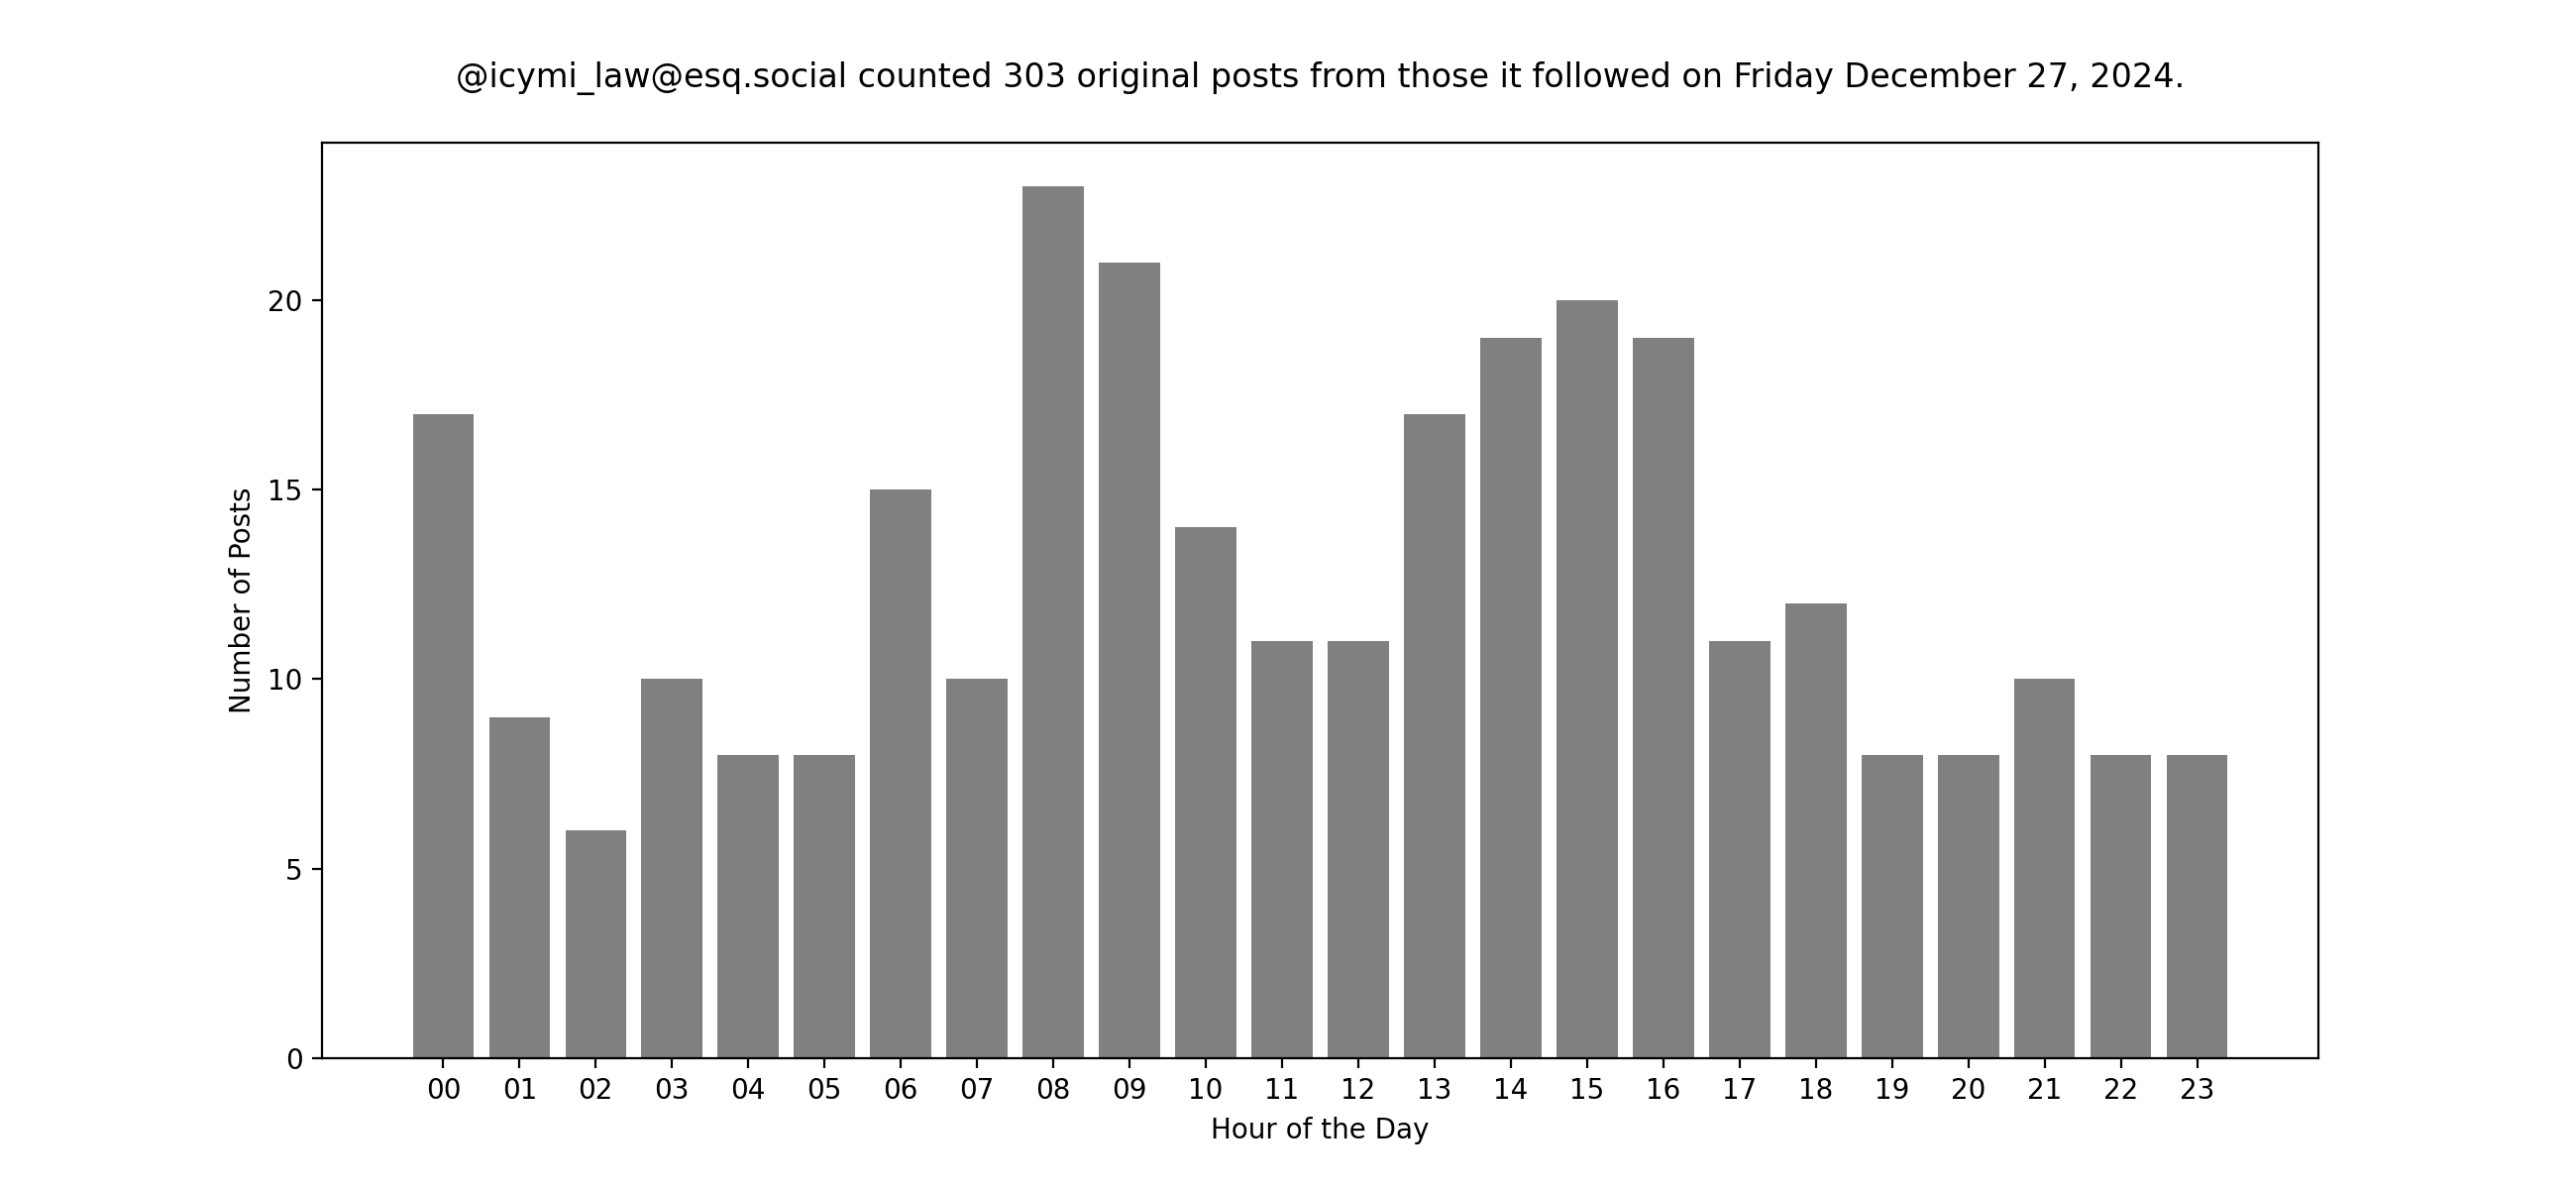 @icymi_law@esq.social counted 303 original posts from those it followed on Friday December 27, 2024.
20
15
10
5
0
Number of Posts
00 01 02 03 04 05 06 07 08 09 10 11 12 13 14 15 16 17 18 19 20 21 22 23
Hour of the Day